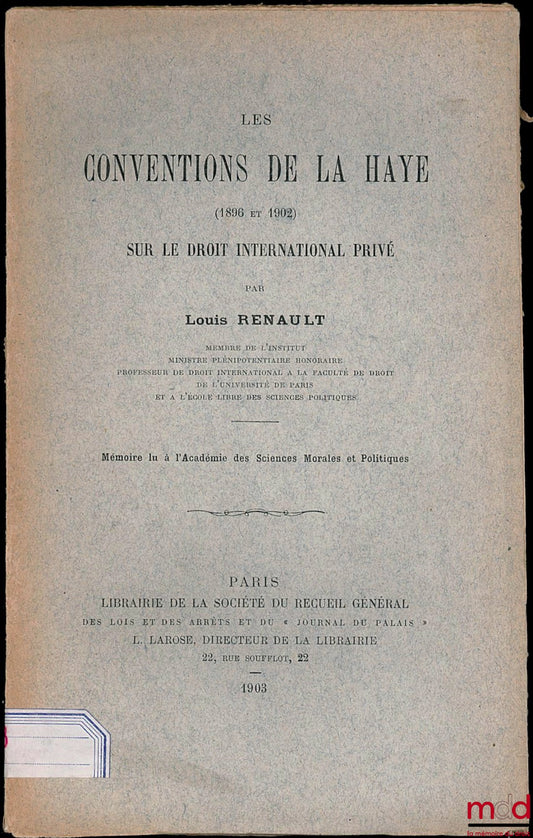 LES
CONVENTIONS DE LA HAYE
(1896 ET 1902)
SUR LE DROIT INTERNATIONAL PRIVÉ
PAR
Louis RENAULT
MEMBRE DE L'INSTITUT
MINISTRE PLÉNIPOTENTIAIRE HONORAIRE
PROFESSEUR DE DROIT INTERNATIONAL A LA FACULTÉ DE DROIT
DE L'UNIVERSITÉ DE PARIS
ET A L'ÉCOLE LIBRE DES SCIENCES POLITIQUES
Mémoire lu à l'Académie des Sciences Morales et Politiques
PARIS
LIBRAIRIE DE LA SOCIÉTÉ DU RECUEIL GÉNÉRAL
DES LOIS ET DES ARRÊTS ET DU « JOURNAL DU PALAIS »
L. LAROSE, DIRECTEUR DE LA LIBRAIRIE
22, RUE SOUFFLOT, 22
1903
mdd
la mémoire